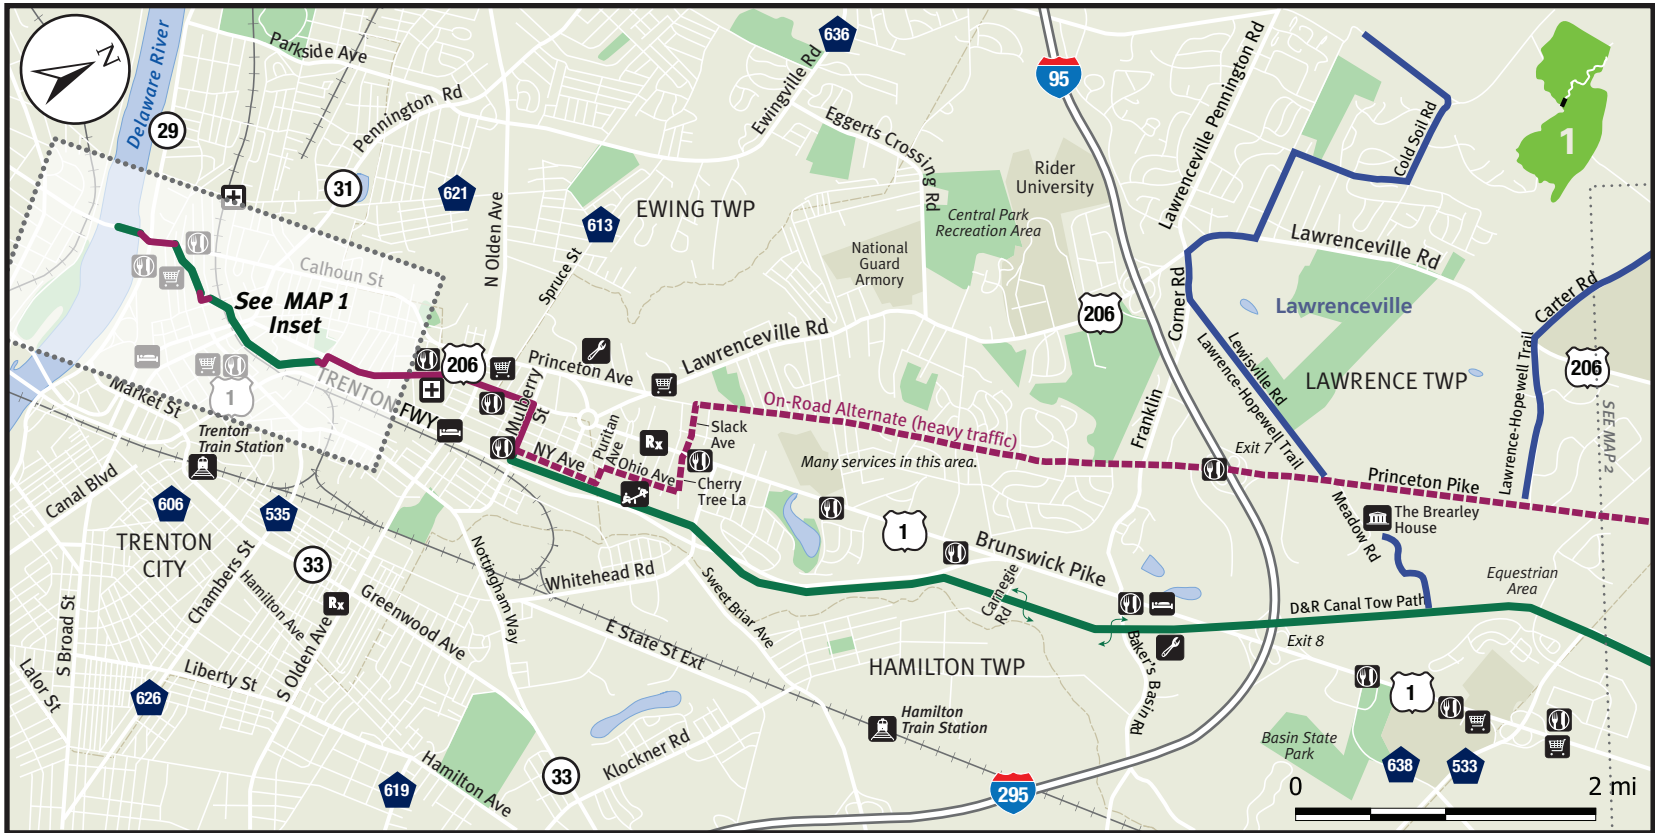 N
Delaware River
29
Parkside Ave
Pennington Rd
31
621
636
Ewingville Rd
Eggerts Crossing Rd
95
Lawrenceville Pennington Rd
Cold Soil Rd
1
N Olden Ave
Spruce St
613
EWING TWP
Central Park
Recreation Area
Rider
University
National
Guard
Armory
206
Corner Rd
Lawrenceville Rd
Lawrenceville
Carter Rd
Calhoun St
See MAP 1
Inset
1
Market St
TRENTON
FWY
206
Mulberry
St
Princeton Ave
Lawrenceville Rd
Lewisville Rd
Lawrence-Hopewell Trail
LAWRENCE TWP
Lawrence-Hopewell Trail
206
SEE MAP 2
Trenton
Train Station
NY Ave
Puritan
Ave
Ohio Ave
Rx
Slack
Ave
Cherry
Tree La
On-Road Alternate (heavy traffic)
Many services in this area.
Franklin
Exit 7
Princeton Pike
Meadow Rd
The Brearley
House
Canal Blvd
606
535
TRENTON
CITY
Chambers St
Hamilton Ave
33
Rx
Greenwood Ave
Nottingham Way
Whitehead Rd
Sweet Briar Ave
1
Brunswick Pike
Carnegie
Rd
D&R Canal Tow Path
Equestrian
Area
Exit 8
S Broad St
Lalor St
626
Liberty St
S Olden Ave
E State St Ext
HAMILTON TWP
Baker's Basin Rd
Hamilton
Train Station
Klockner Rd
33
619
Hamilton Ave
295
Basin State
Park
1
638
533
0
2 mi